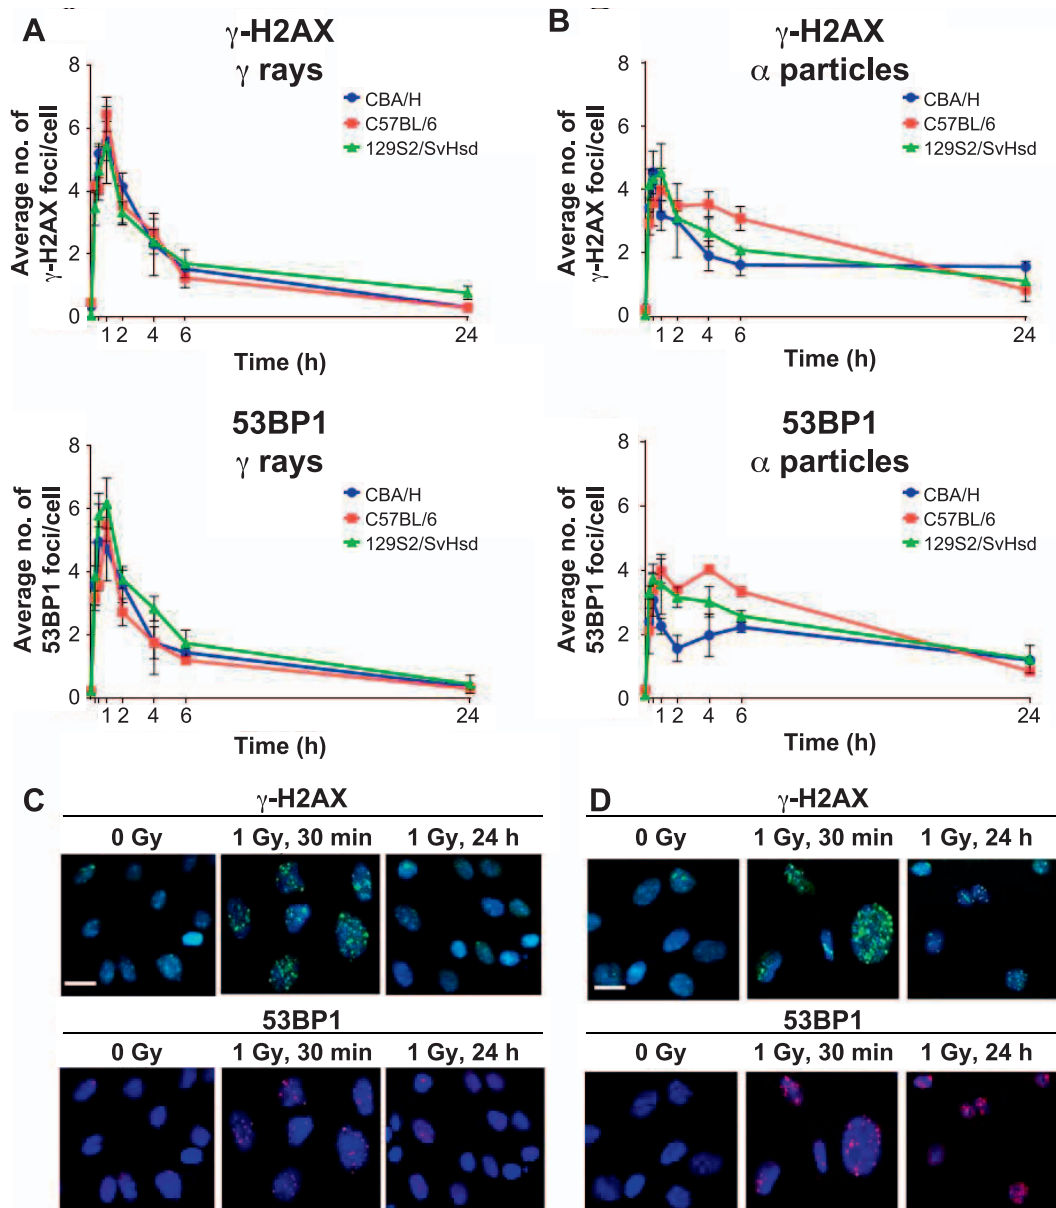 A
γ-H2AX
γ rays
Average no. of
γ-H2AX foci/cell
8
6
4
2
0
CBA/H
C57BL/6
129S2/SvHsd
1 2 4 6 24
Time (h)
B
γ-H2AX
α particles
Average no. of
γ-H2AX foci/cell
8
6
4
2
0
CBA/H
C57BL/6
129S2/SvHsd
1 2 4 6 24
Time (h)
53BP1
γ rays
Average no. of
53BP1 foci/cell
8
6
4
2
0
CBA/H
C57BL/6
129S2/SvHsd
1 2 4 6 24
Time (h)
53BP1
α particles
Average no. of
53BP1 foci/cell
8
6
4
2
0
CBA/H
C57BL/6
129S2/SvHsd
1 2 4 6 24
Time (h)
C
γ-H2AX
0 Gy 1 Gy, 30 min 1 Gy, 24 h
53BP1
0 Gy 1 Gy, 30 min 1 Gy, 24 h
D
γ-H2AX
0 Gy 1 Gy, 30 min 1 Gy, 24 h
53BP1
0 Gy 1 Gy, 30 min 1 Gy, 24 h